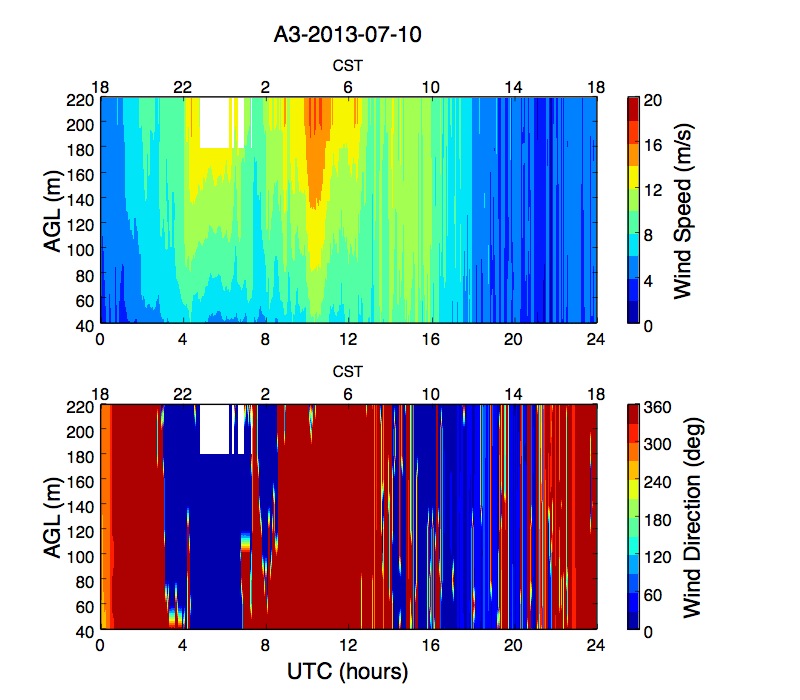 A3-2013-07-10
CST
18 22 2 6 10 14 18
220
200
180
160
140
120
100
80
60
40
AGL (m)
0 4 8 12 16 20 24
20
16
12
8
4
0
Wind Speed (m/s)
CST
18 22 2 6 10 14 18
220
200
180
160
140
120
100
80
60
40
AGL (m)
0 4 8 12 16 20 24
UTC (hours)
360
300
240
180
120
60
0
Wind Direction (deg)